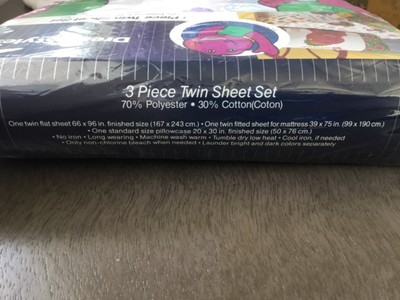 3 Piece Twin Sheet Set
70% Polyester • 30% Cotton(Coton)
One twin flat sheet 66 x 96 in. finished size (167 x 243 cm.) • One twin fitted sheet for mattress 39 x 75 in. (99 x 190 cm.)
• One standard size pillowcase 20 x 30 in. finished size (50 x 76 cm.)
• No iron • Long wearing • Machine wash warm • Tumble dry low heat • Cool iron, if needed
• Only non-chlorine bleach when needed • Launder bright and dark colors separately